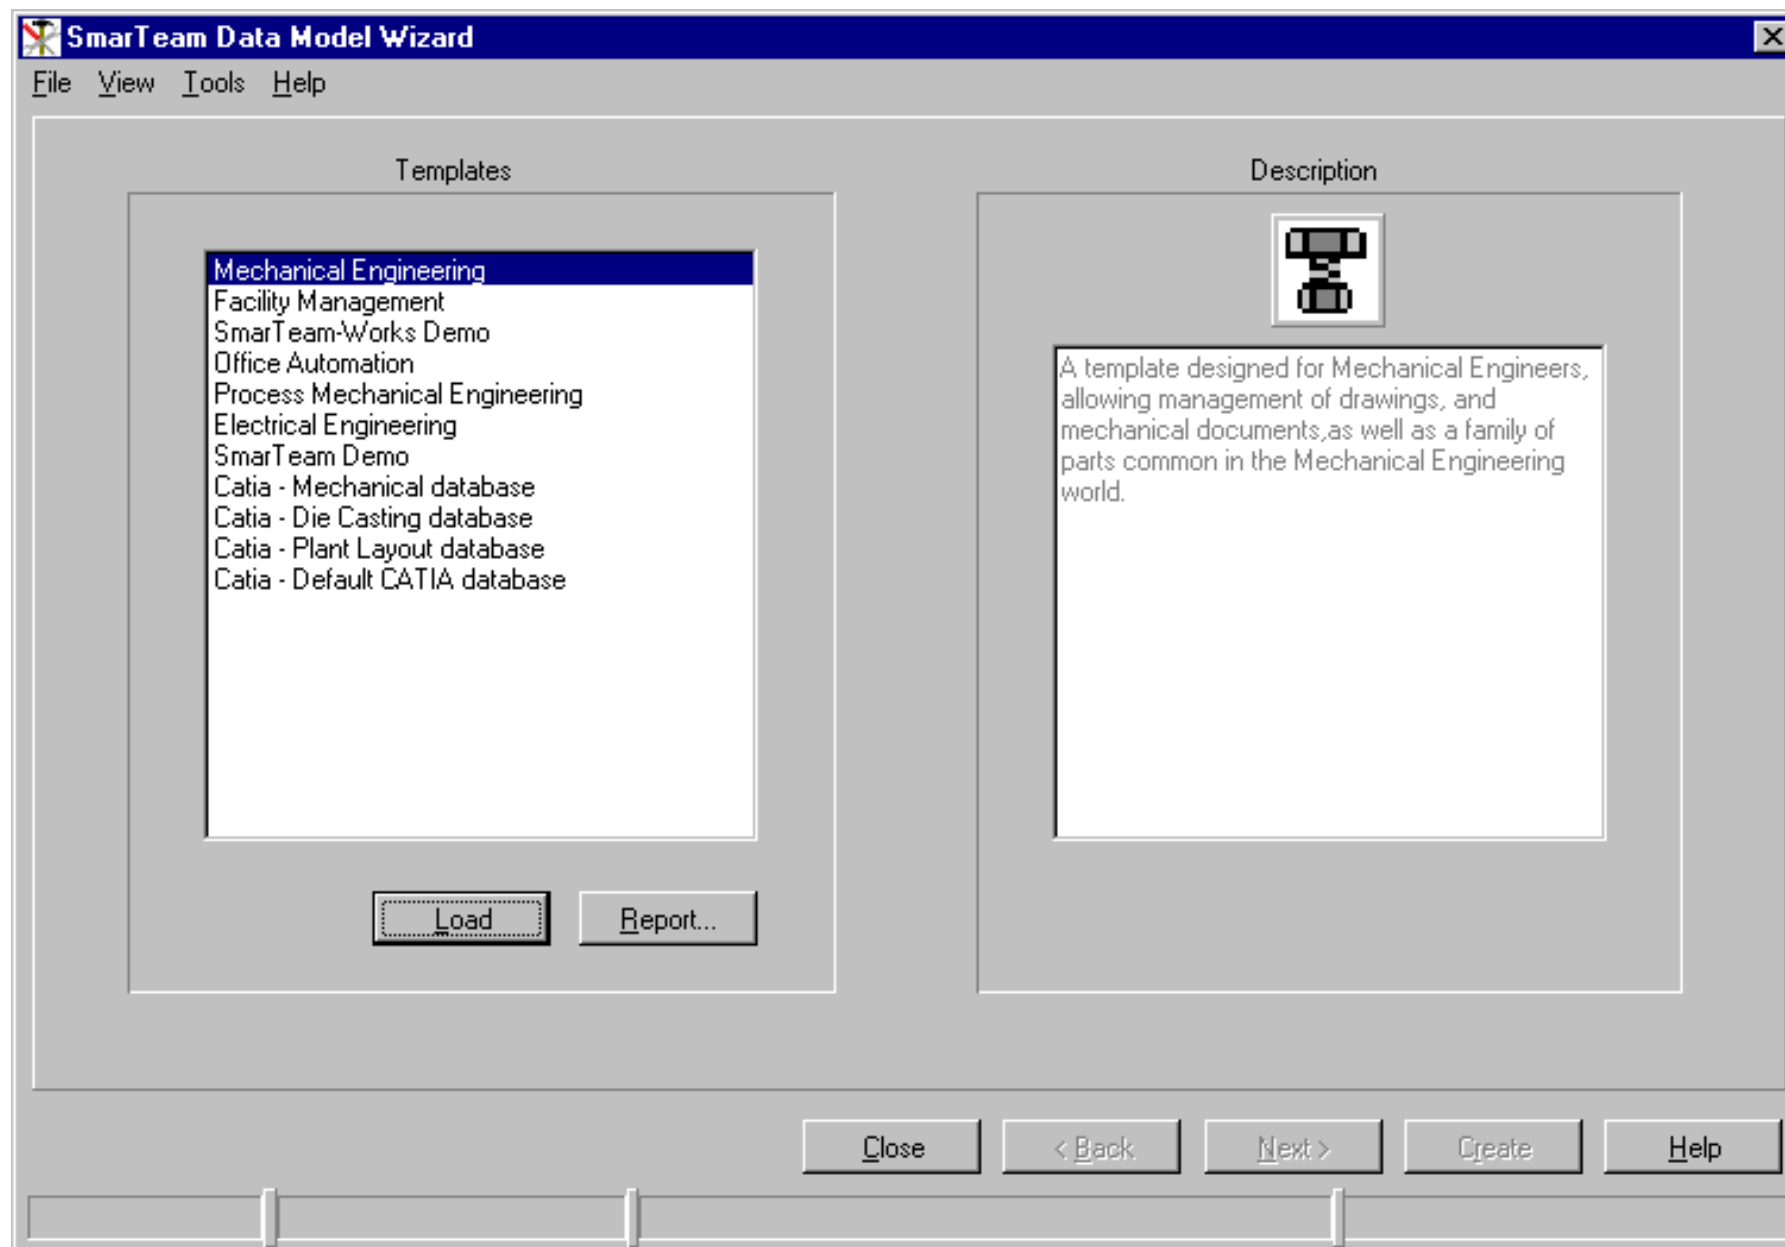 SmarTeam Data Model Wizard
File View Tools Help
Templates
Mechanical Engineering
Facility Management
SmarTeam-Works Demo
Office Automation
Process Mechanical Engineering
Electrical Engineering
SmarTeam Demo
Catia - Mechanical database
Catia - Die Casting database
Catia - Plant Layout database
Catia - Default CATIA database
Load Report...
Description
A template designed for Mechanical Engineers,
allowing management of drawings, and
mechanical documents,as well as a family of
parts common in the Mechanical Engineering
world.
Close < Back Next > Create Help